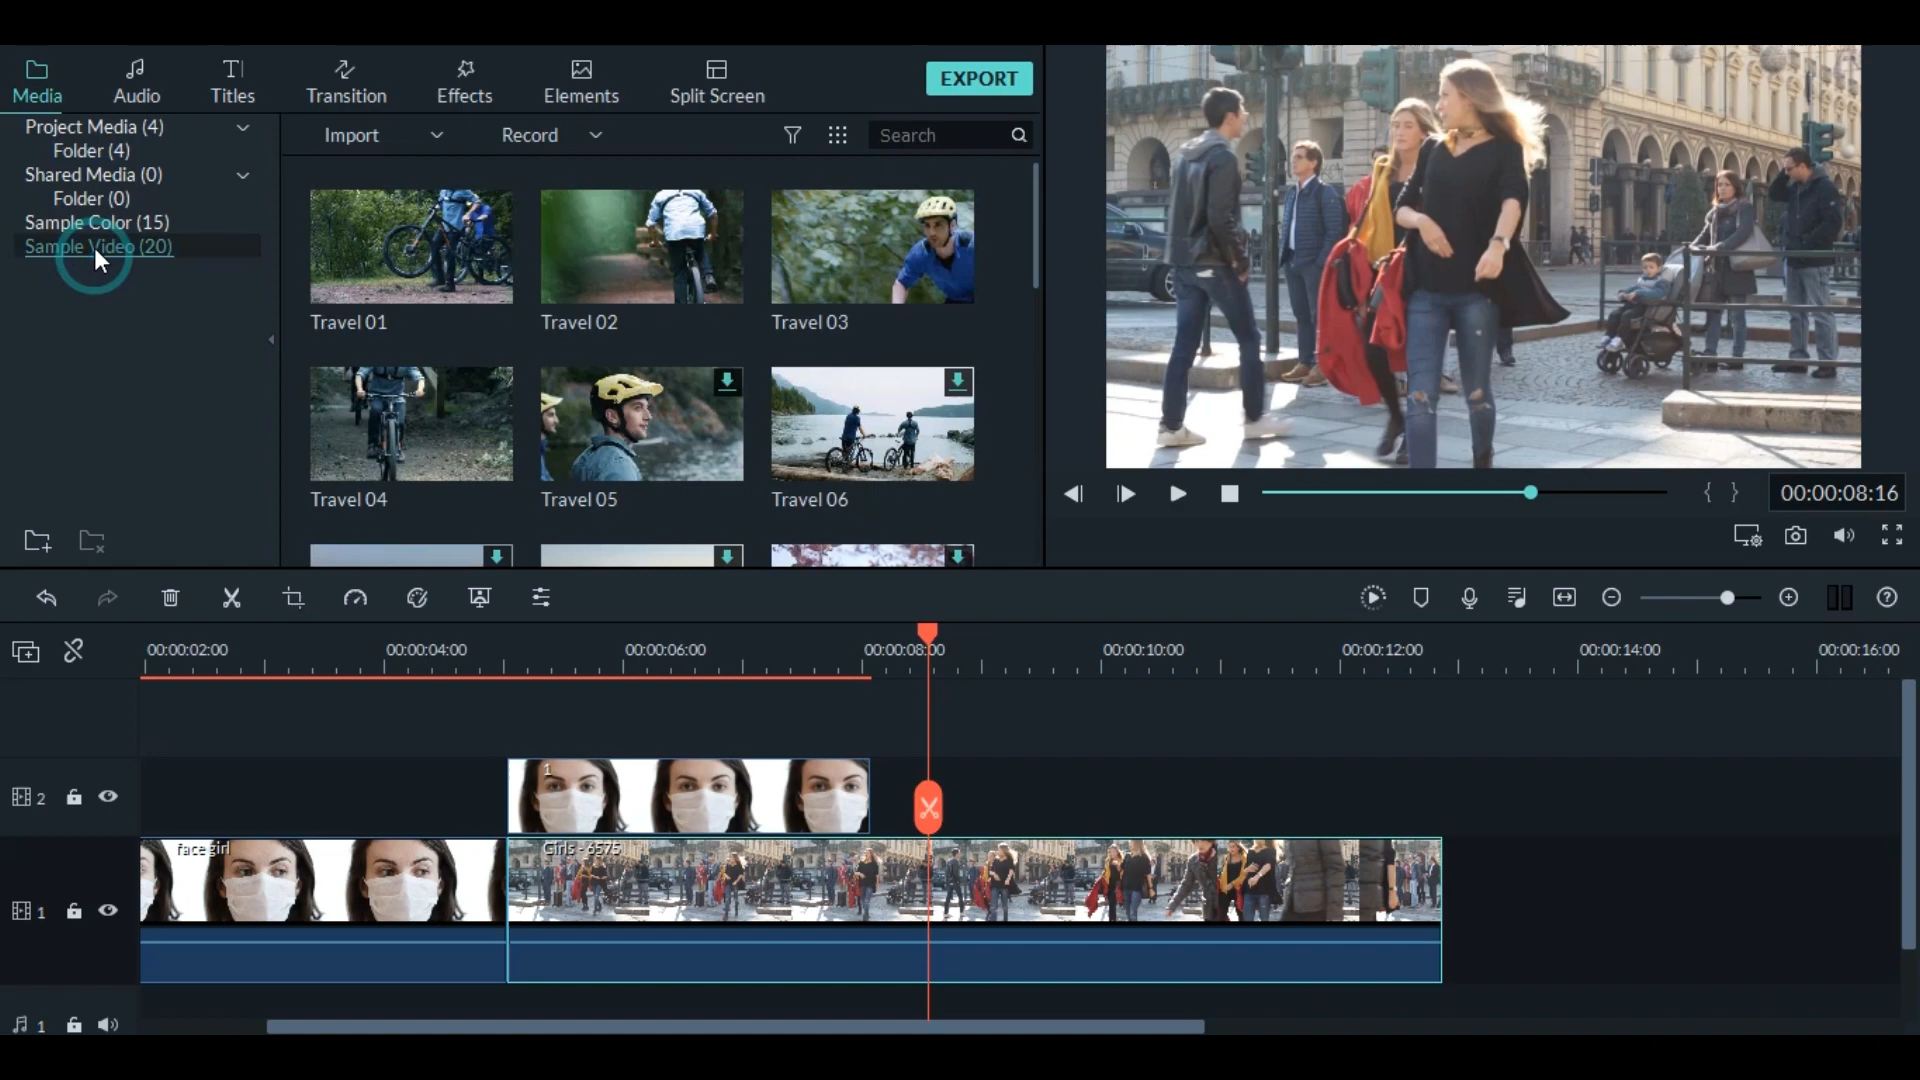 Media
Audio
Titles
Transition
Effects
Elements
Split Screen
EXPORT
Project Media (4)
Folder (4)
Shared Media (0)
Folder (0)
Sample Color (15)
Sample Video (20)
Import
Record
Search
Travel 01
Travel 02
Travel 03
Travel 04
Travel 05
Travel 06
{ }
00:00:08:16
00:00:02:00
00:00:04:00
00:00:06:00
00:00:08:00
00:00:10:00
00:00:12:00
00:00:14:00
00:00:16:00
2
1
1
face girl
Girls - 6575
1